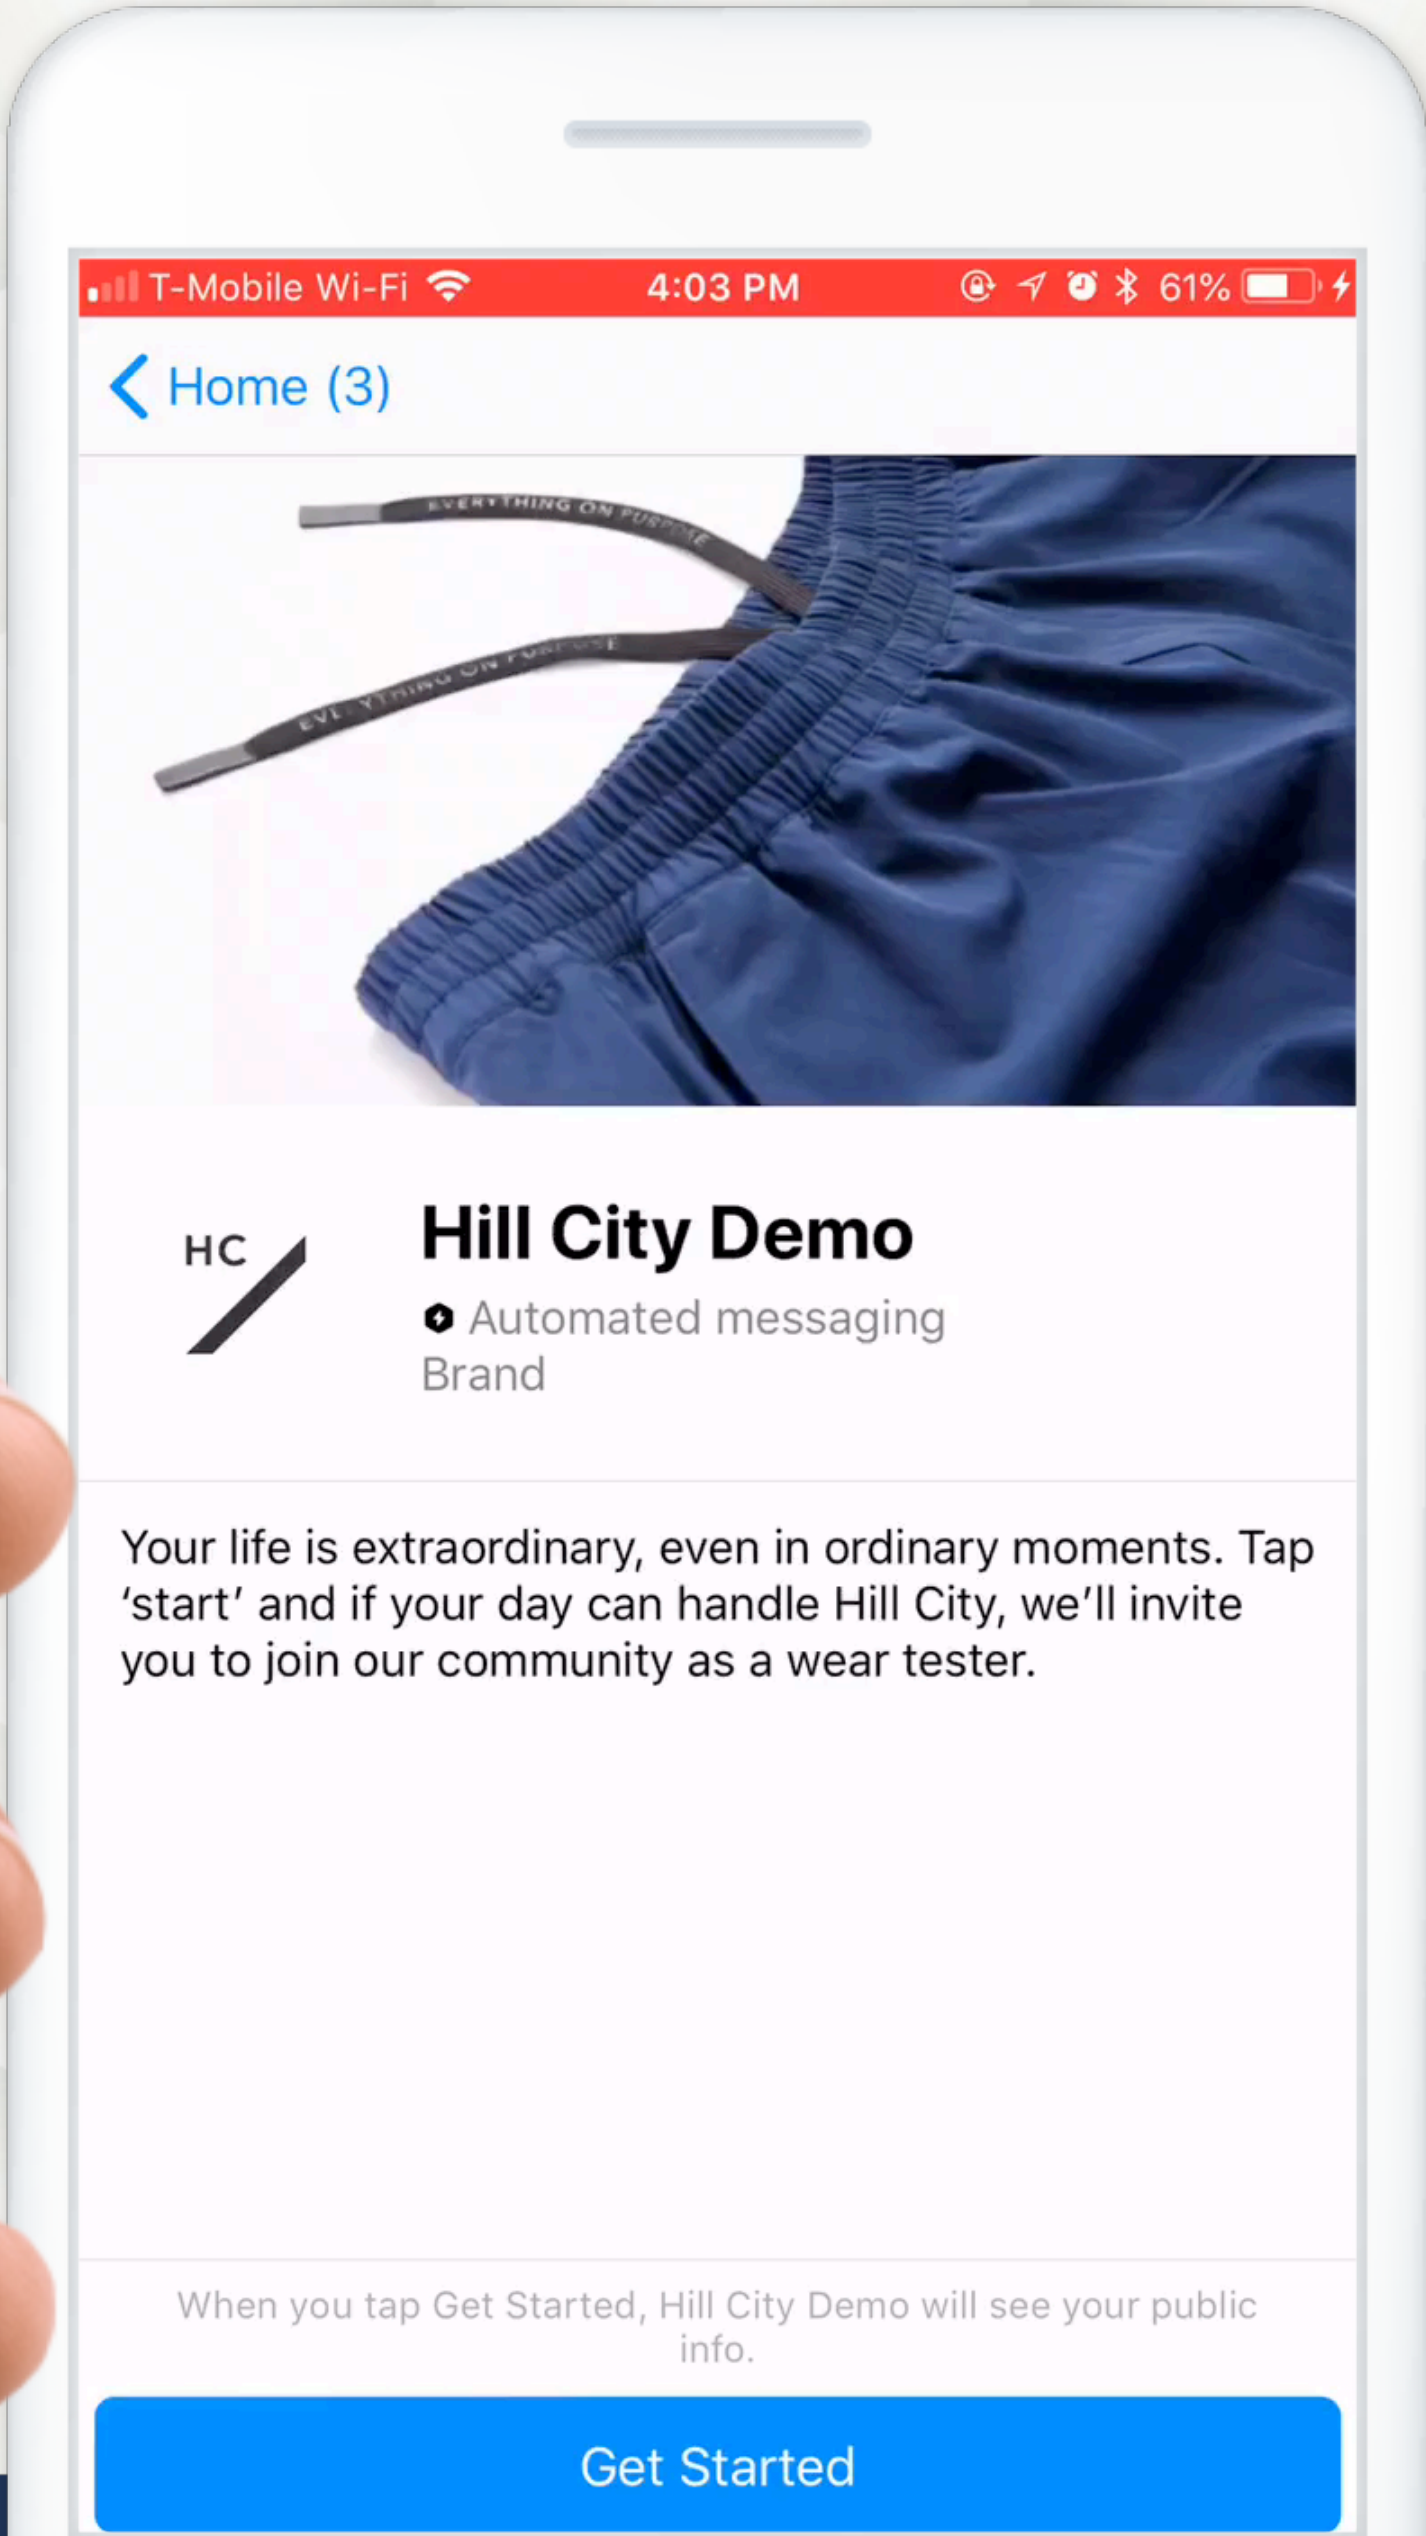 T-Mobile Wi-Fi 4:03 PM 61%
Home (3)
EVERYTHING ON PURPOSE
EVERYTHING ON PURPOSE
HC
Hill City Demo
Automated messaging
Brand
Your life is extraordinary, even in ordinary moments. Tap
‘start’ and if your day can handle Hill City, we’ll invite
you to join our community as a wear tester.
When you tap Get Started, Hill City Demo will see your public
info.
Get Started